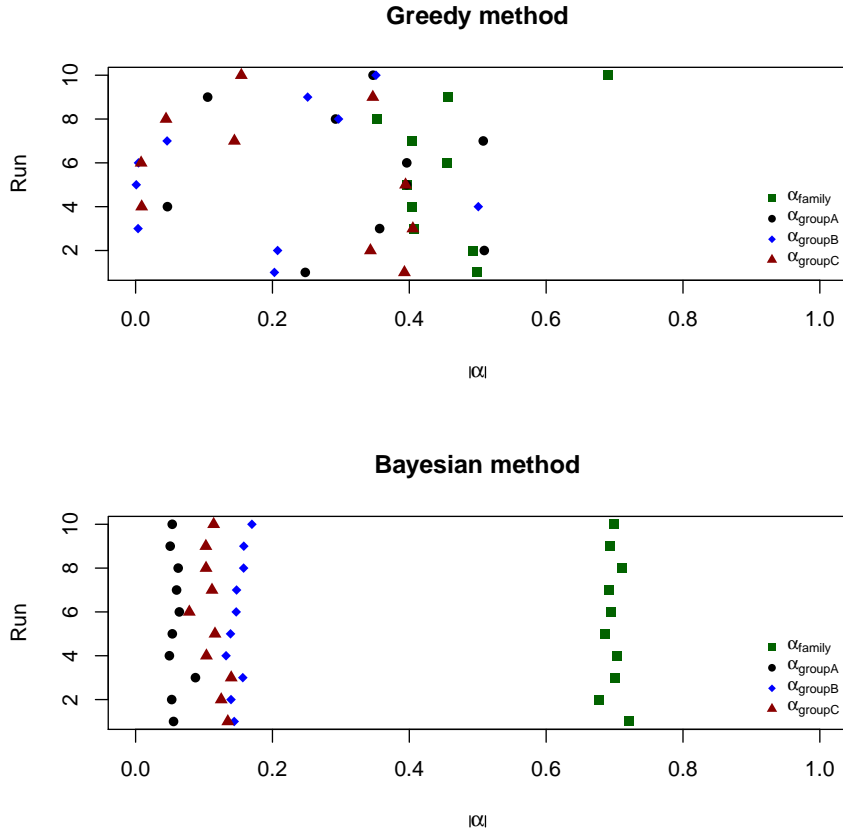 Greedy method
10
8
6
4
2
Run
0.0 0.2 0.4 0.6 0.8 1.0
|α|
αfamily
αgroupA
αgroupB
αgroupC
Bayesian method
10
8
6
4
2
Run
0.0 0.2 0.4 0.6 0.8 1.0
|α|
αfamily
αgroupA
αgroupB
αgroupC